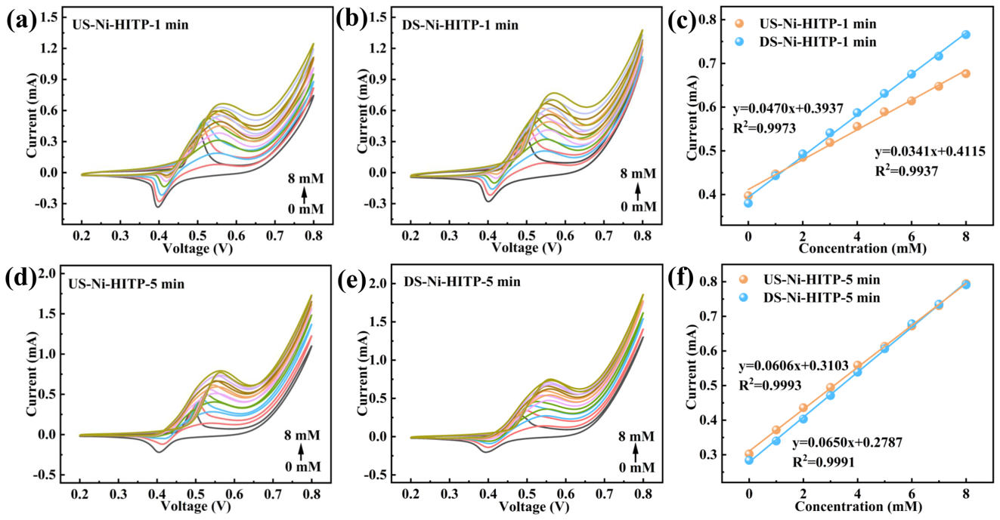 (a)
US-Ni-HITP-1 min
Current (mA)
1.5
1.2
0.9
0.6
0.3
0.0
-0.3
8 mM
0 mM
0.2 0.3 0.4 0.5 0.6 0.7 0.8
Voltage (V)
(b)
DS-Ni-HITP-1 min
Current (mA)
1.5
1.2
0.9
0.6
0.3
0.0
-0.3
8 mM
0 mM
0.2 0.3 0.4 0.5 0.6 0.7 0.8
Voltage (V)
(c)
US-Ni-HITP-1 min
DS-Ni-HITP-1 min
Current (mA)
0.8
0.7
0.6
0.5
0.4
y=0.0470x+0.3937
R²=0.9973
y=0.0341x+0.4115
R²=0.9937
0 2 4 6 8
Concentration (mM)
(d)
US-Ni-HITP-5 min
Current (mA)
2.0
1.5
1.0
0.5
0.0
-0.5
8 mM
0 mM
0.2 0.3 0.4 0.5 0.6 0.7 0.8
Voltage (V)
(e)
DS-Ni-HITP-5 min
Current (mA)
2.0
1.5
1.0
0.5
0.0
-0.5
8 mM
0 mM
0.2 0.3 0.4 0.5 0.6 0.7 0.8
Voltage (V)
(f)
US-Ni-HITP-5 min
DS-Ni-HITP-5 min
Current (mA)
0.8
0.7
0.6
0.5
0.4
0.3
y=0.0606x+0.3103
R²=0.9993
y=0.0650x+0.2787
R²=0.9991
0 2 4 6 8
Concentration (mM)